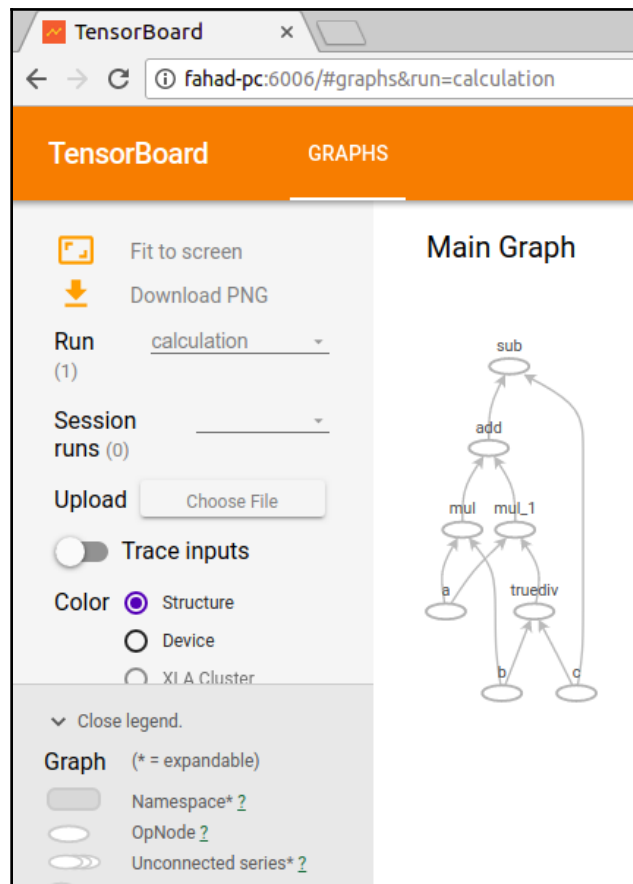 TensorBoard ×
fahad-pc:6006/#graphs&run=calculation
TensorBoard GRAPHS
Fit to screen
Download PNG
Run calculation
(1)
Session
runs (0)
Upload Choose File
Trace inputs
Color Structure
Device
XLA Cluster
Close legend.
Graph (* = expandable)
Namespace* ?
OpNode ?
Unconnected series* ?
Main Graph
sub
add
mul mul_1
a truediv
b c